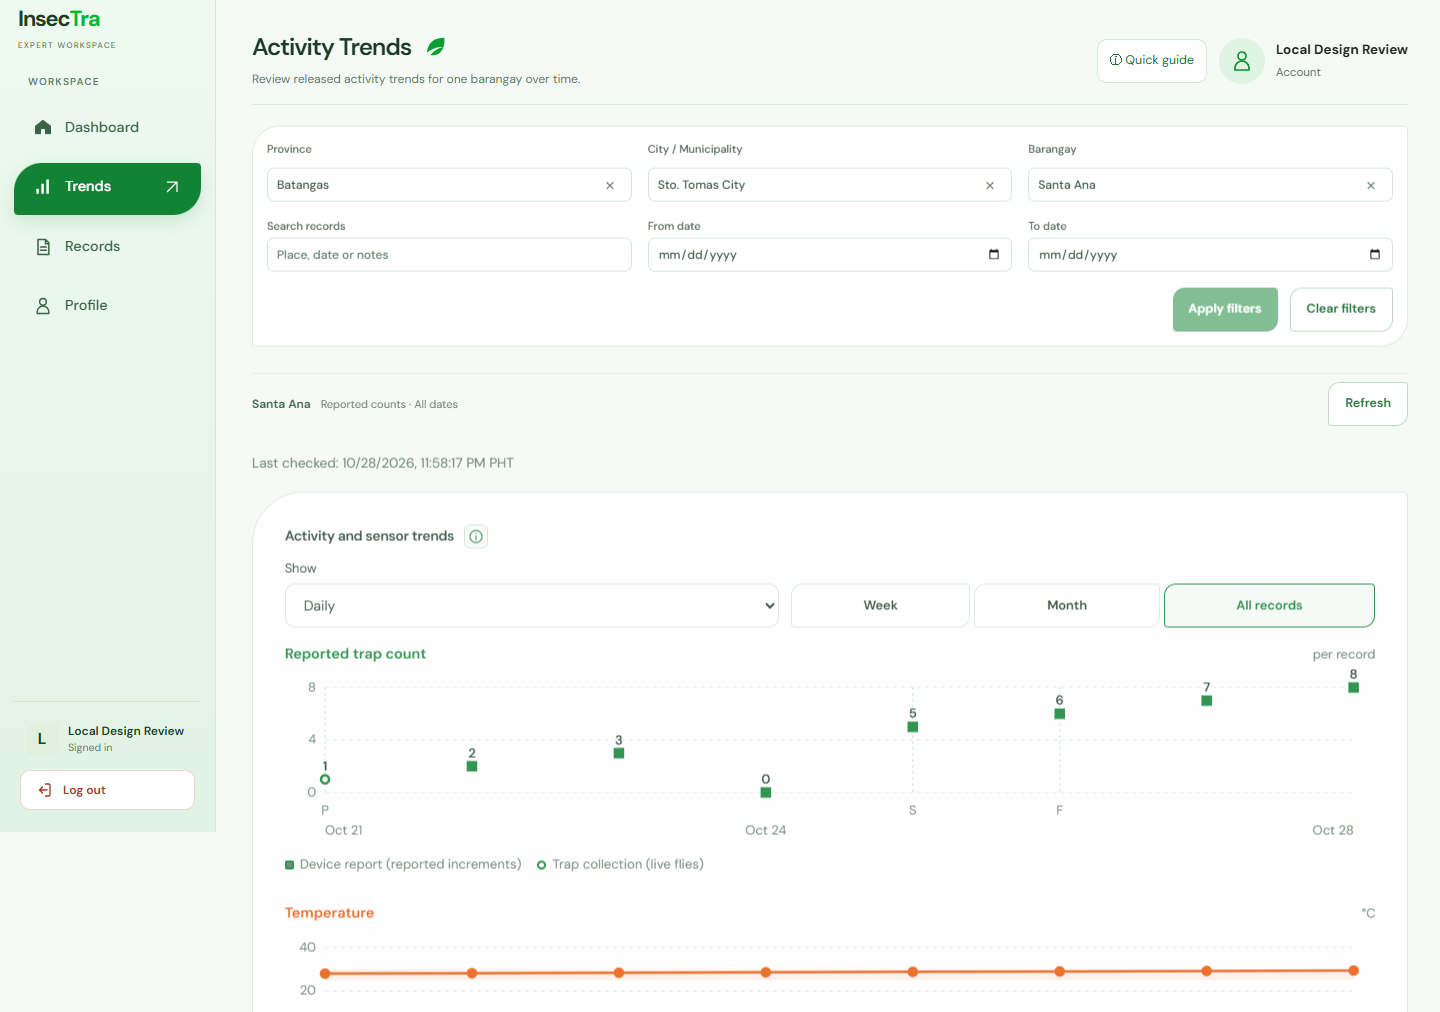 InsecTra
EXPERT WORKSPACE
WORKSPACE
Dashboard
Trends
Records
Profile
L
Local Design Review
Signed in
Log out
Activity Trends
Review released activity trends for one barangay over time.
Quick guide
Local Design Review
Account
Province
City / Municipality
Barangay
Batangas ×
Sto. Tomas City ×
Santa Ana ×
Search records
From date
To date
Place, date or notes
mm/dd/yyyy
mm/dd/yyyy
Apply filters
Clear filters
Santa Ana Reported counts · All dates
Refresh
Last checked: 10/28/2026, 11:58:17 PM PHT
Activity and sensor trends
Show
Daily
Week
Month
All records
Reported trap count
per record
8
4
0
1
2
3
0
5
6
7
8
P
S
F
Oct 21
Oct 24
Oct 28
Device report (reported increments)
Trap collection (live flies)
Temperature
°C
40
20